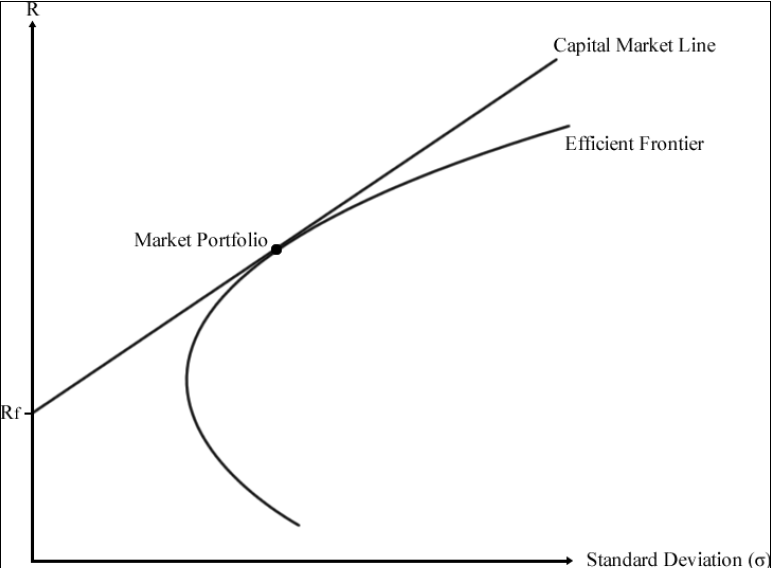 R
Capital Market Line
Efficient Frontier
Market Portfolio
Rf
Standard Deviation (σ)